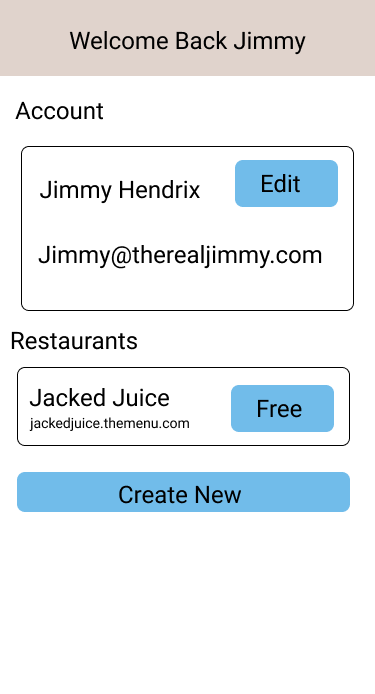 Welcome Back Jimmy
Account
Jimmy Hendrix
Edit
Jimmy@therealjimmy.com
Restaurants
Jacked Juice
jackedjuice.themenu.com
Free
Create New